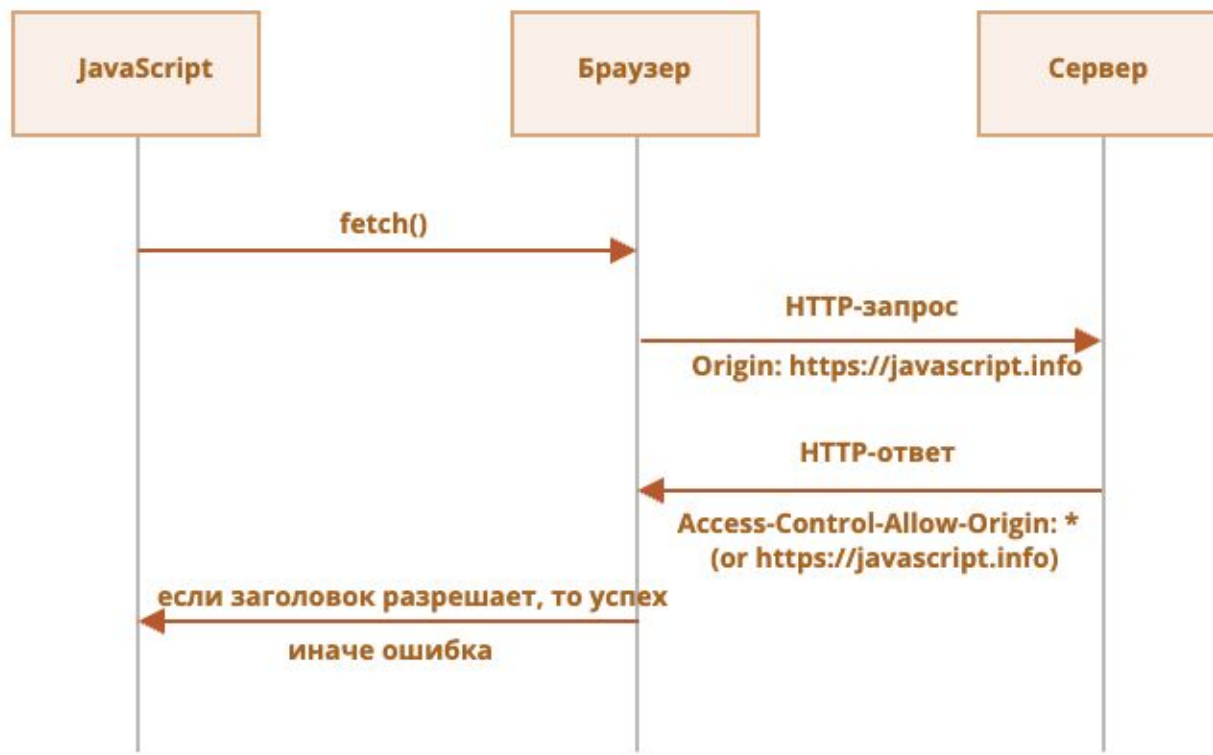 JavaScript
Браузер
Сервер
fetch()
HTTP-запрос
Origin: https://javascript.info
HTTP-ответ
Access-Control-Allow-Origin: *
(or https://javascript.info)
если заголовок разрешает, то успех
иначе ошибка